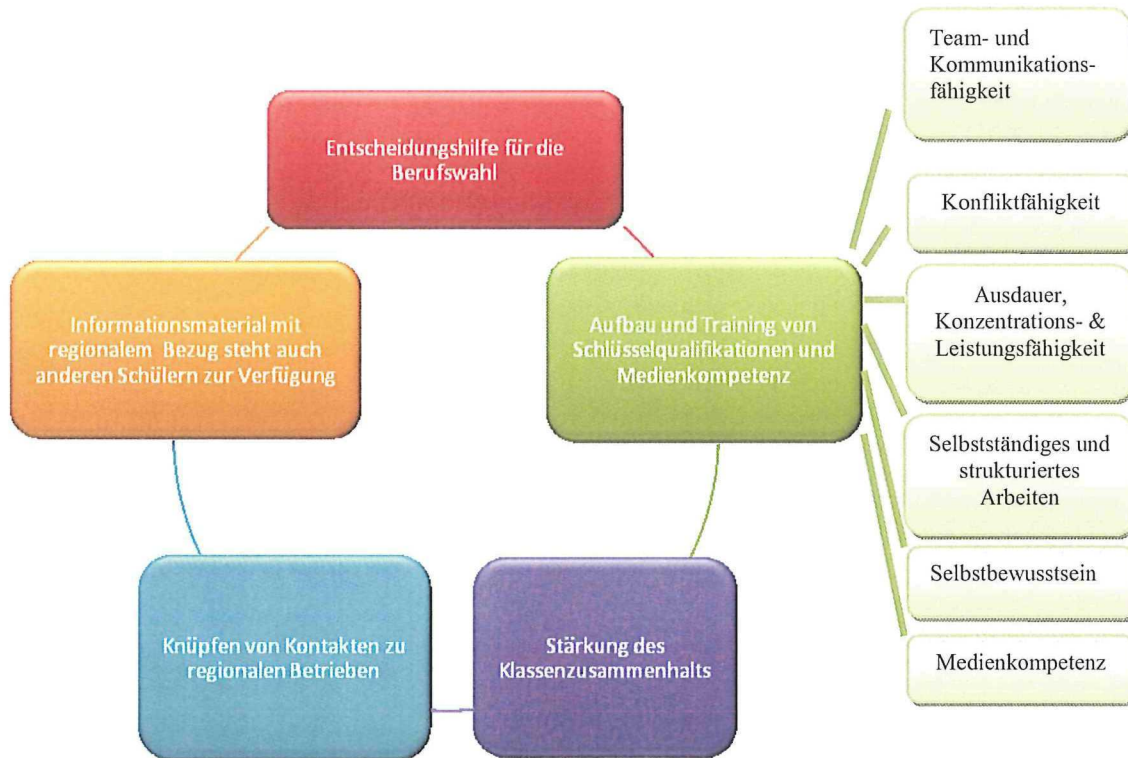 Entscheidungshilfe für die
Berufswahl
Informationsmaterial mit
regionalem Bezug steht auch
anderen Schülern zur Verfügung
Aufbau und Training von
Schlüsselqualifikationen und
Medienkompetenz
Knüpfen von Kontakten zu
regionalen Betrieben
Stärkung des
Klassenzusammenhalts
Team- und
Kommunikations-
fähigkeit
Konfliktfähigkeit
Ausdauer,
Konzentrations- &
Leistungsfähigkeit
Selbstständiges und
strukturiertes
Arbeiten
Selbstbewusstsein
Medienkompetenz